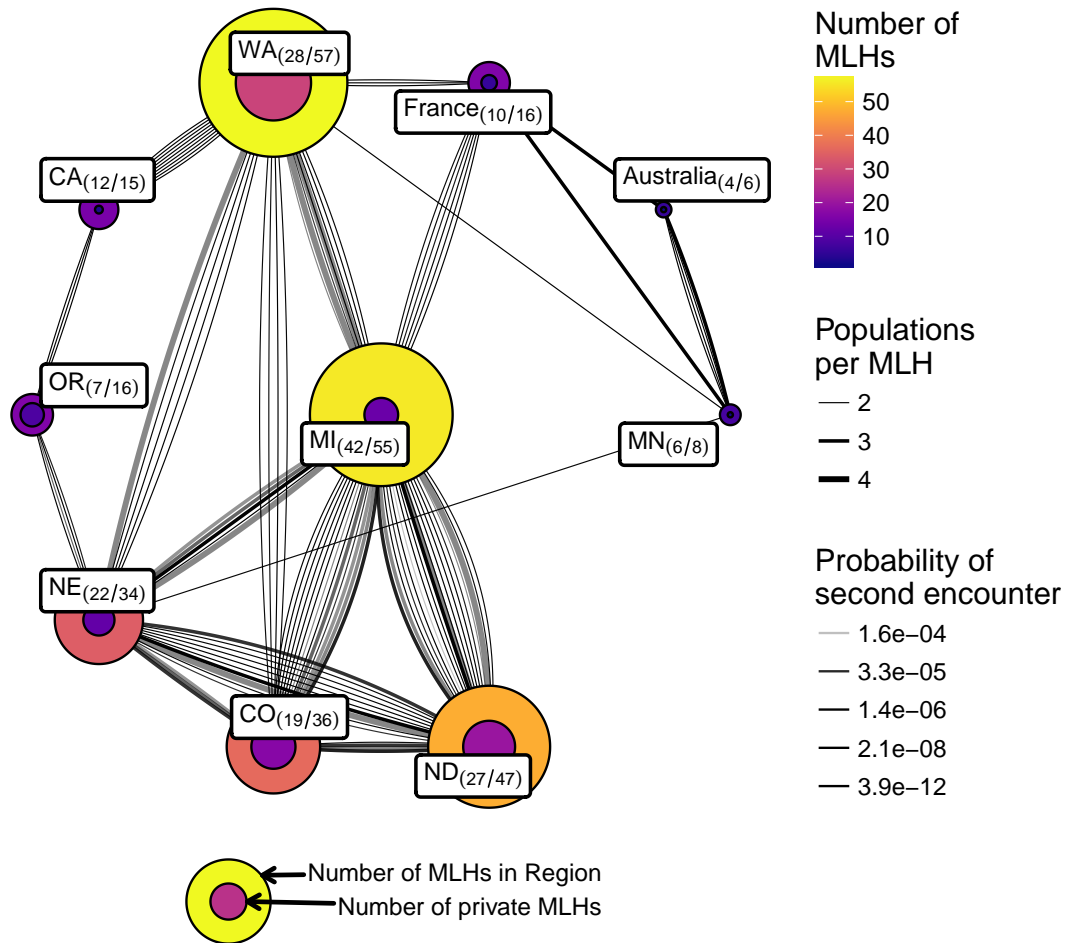 WA(28/57)
France(10/16)
CA(12/15)
Australia(4/6)
OR(7/16)
MI(42/55)
MN(6/8)
NE(22/34)
CO(19/36)
ND(27/47)
Number of MLHs in Region
Number of private MLHs
Number of
MLHs
50
40
30
20
10
Populations
per MLH
2
3
4
Probability of
second encounter
1.6e−04
3.3e−05
1.4e−06
2.1e−08
3.9e−12